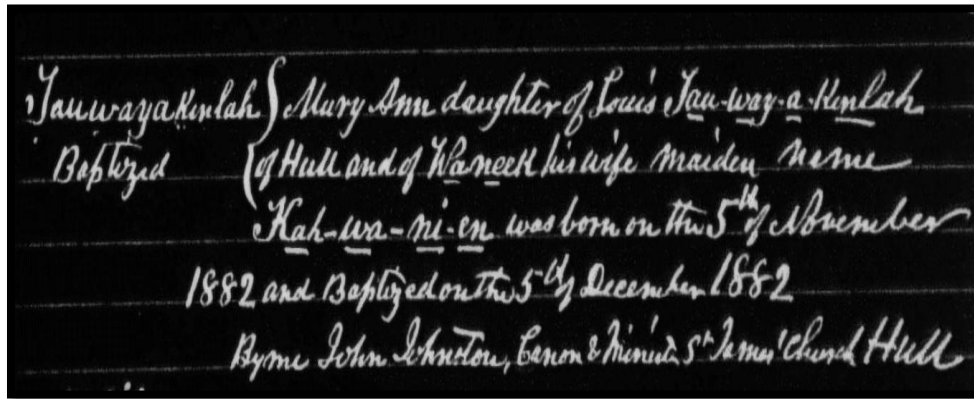 Tauwayakinlah } Mary Ann daughter of Louis Tau-way-a-kinlah
Baptized { of Hull and of Waneek his wife maiden name
Kah-wa-ni-en was born on the 5th of November
1882 and Baptized on the 5th of December 1882
By me John Johnston, Canon & Minister St James' Church Hull